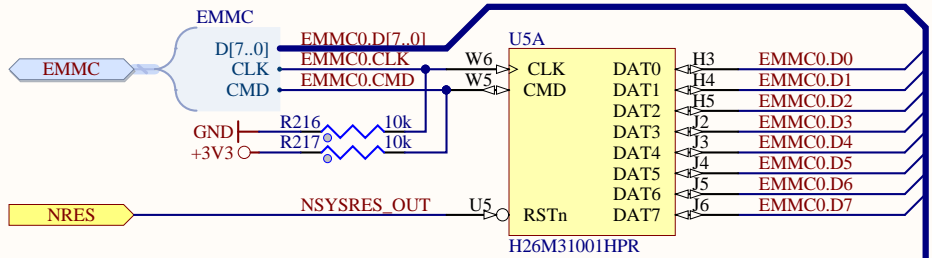 EMMC
EMMC
D[7..0] EMMC0.D[7..0]
CLK EMMC0.CLK
CMD EMMC0.CMD
R216 10k
GND
R217 10k
+3V3
NRES NSYSRES_OUT
U5A
W6 CLK DAT0 H3 EMMC0.D0
W5 CMD DAT1 H4 EMMC0.D1
DAT2 H5 EMMC0.D2
DAT3 J2 EMMC0.D3
DAT4 J3 EMMC0.D4
DAT5 J4 EMMC0.D5
DAT6 J5 EMMC0.D6
U5 RSTn DAT7 J6 EMMC0.D7
H26M31001HPR